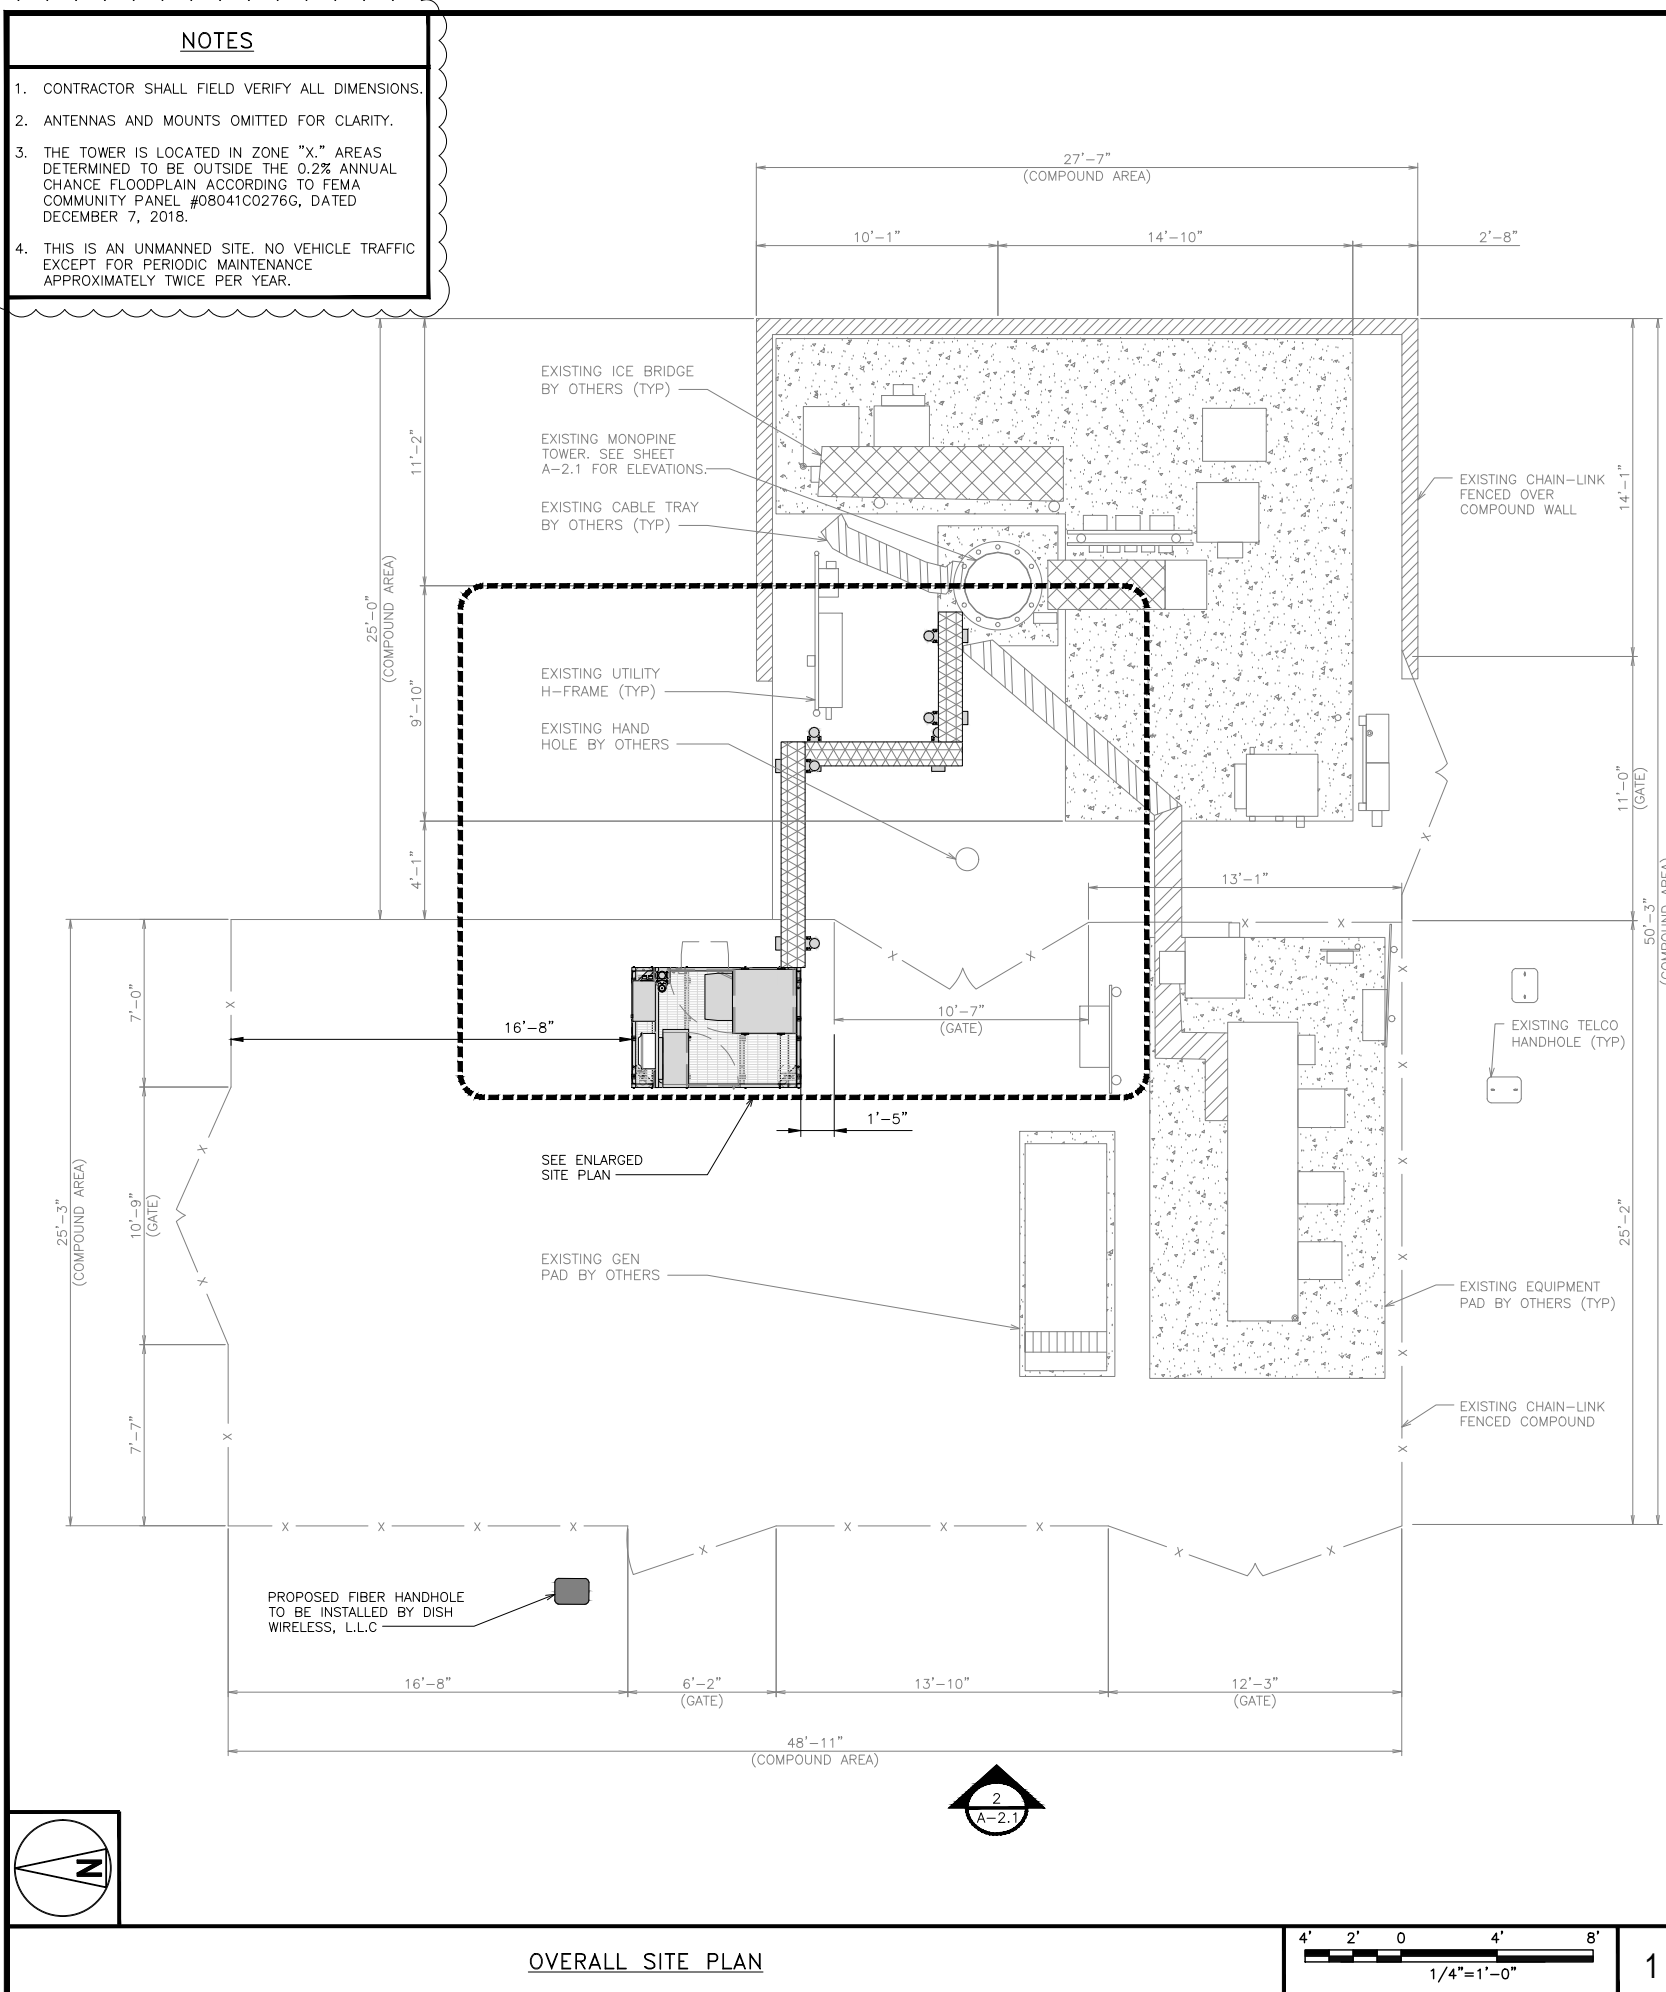 NOTES
1. CONTRACTOR SHALL FIELD VERIFY ALL DIMENSIONS.
2. ANTENNAS AND MOUNTS OMITTED FOR CLARITY.
3. THE TOWER IS LOCATED IN ZONE "X." AREAS
DETERMINED TO BE OUTSIDE THE 0.2% ANNUAL
CHANCE FLOODPLAIN ACCORDING TO FEMA
COMMUNITY PANEL #08041C0276G, DATED
DECEMBER 7, 2018.
4. THIS IS AN UNMANNED SITE. NO VEHICLE TRAFFIC
EXCEPT FOR PERIODIC MAINTENANCE
APPROXIMATELY TWICE PER YEAR.
27'-7"
(COMPOUND AREA)
10'-1"
14'-10"
2'-8"
EXISTING ICE BRIDGE
BY OTHERS (TYP)
EXISTING MONOPINE
TOWER. SEE SHEET
A-2.1 FOR ELEVATIONS.
EXISTING CABLE TRAY
BY OTHERS (TYP)
EXISTING UTILITY
H-FRAME (TYP)
EXISTING HAND
HOLE BY OTHERS
25'-0"
(COMPOUND AREA)
11'-2"
9'-10"
4'-1"
EXISTING CHAIN-LINK
FENCED OVER
COMPOUND WALL
14'-1"
11'-0"
(GATE)
50'-3"
(COMPOUND AREA)
25'-2"
X
13'-1"
X X
X X
10'-7"
(GATE)
X
EXISTING TELCO
HANDHOLE (TYP)
16'-8"
1'-5"
SEE ENLARGED
SITE PLAN
25'-3"
(COMPOUND AREA)
7'-0"
10'-9"
(GATE)
7'-7"
X
X
X
X
EXISTING GEN
PAD BY OTHERS
X
X
X
EXISTING EQUIPMENT
PAD BY OTHERS (TYP)
X
EXISTING CHAIN-LINK
FENCED COMPOUND
X
X X X X X X X X X X
PROPOSED FIBER HANDHOLE
TO BE INSTALLED BY DISH
WIRELESS, L.L.C
16'-8"
6'-2"
(GATE)
13'-10"
12'-3"
(GATE)
48'-11"
(COMPOUND AREA)
2
A-2.1
N
OVERALL SITE PLAN
4' 2' 0 4' 8'
1/4"=1'-0"
1